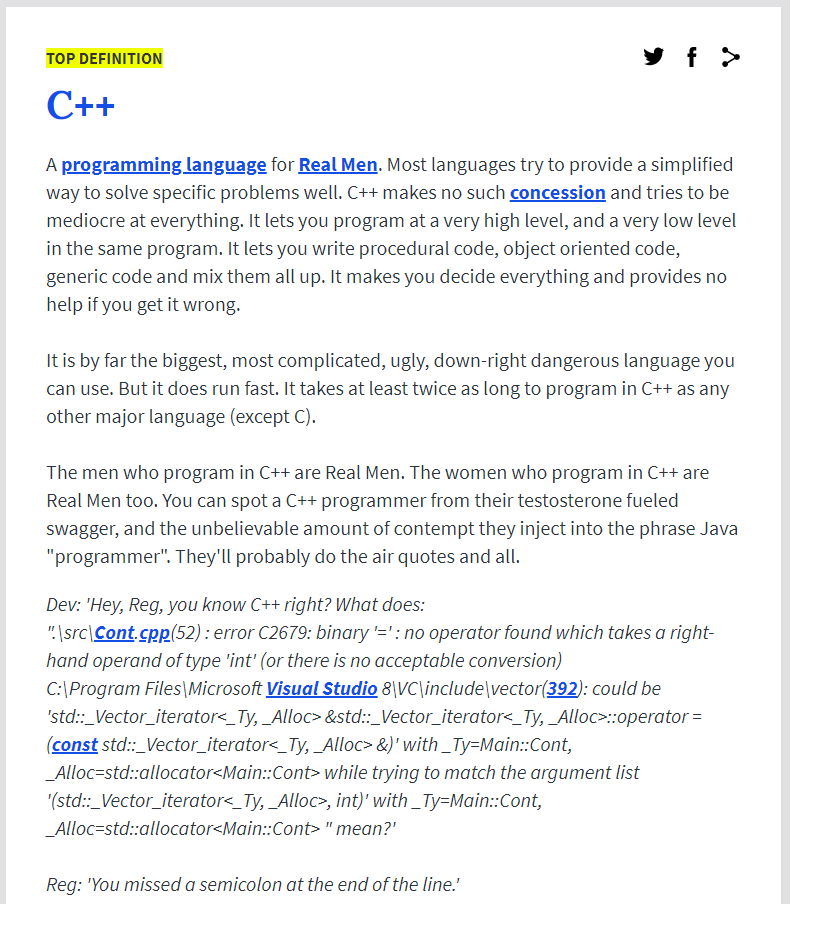 TOP DEFINITION
C++
A programming language for Real Men. Most languages try to provide a simplified
way to solve specific problems well. C++ makes no such concession and tries to be
mediocre at everything. It lets you program at a very high level, and a very low level
in the same program. It lets you write procedural code, object oriented code,
generic code and mix them all up. It makes you decide everything and provides no
help if you get it wrong.
It is by far the biggest, most complicated, ugly, down-right dangerous language you
can use. But it does run fast. It takes at least twice as long to program in C++ as any
other major language (except C).
The men who program in C++ are Real Men. The women who program in C++ are
Real Men too. You can spot a C++ programmer from their testosterone fueled
swagger, and the unbelievable amount of contempt they inject into the phrase Java
"programmer". They'll probably do the air quotes and all.
Dev: 'Hey, Reg, you know C++ right? What does:
".\src\Cont.cpp(52) : error C2679: binary '=' : no operator found which takes a right-
hand operand of type 'int' (or there is no acceptable conversion)
C:\Program Files\Microsoft Visual Studio 8\VC\include\vector(392): could be
'std::_Vector_iterator<_Ty, _Alloc> &std::_Vector_iterator<_Ty, _Alloc>::operator =
(const std::_Vector_iterator<_Ty, _Alloc> &)' with _Ty=Main::Cont,
_Alloc=std::allocator<Main::Cont> while trying to match the argument list
'(std::_Vector_iterator<_Ty, _Alloc>, int)' with _Ty=Main::Cont,
_Alloc=std::allocator<Main::Cont> " mean?'
Reg: 'You missed a semicolon at the end of the line.'